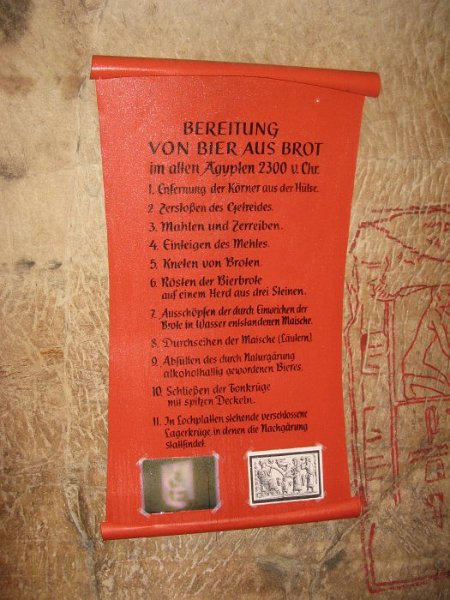 BEREITUNG
VON BIER AUS BROT
im alten Ägypten 2300 v. Chr.
1. Enfernung der Körner aus der Hülse.
2. Zerstoßen des Getreides.
3. Mahlen und Zerreiben.
4. Einteigen des Mehles.
5. Kneten von Broten.
6. Rösten der Bierbrote
auf einem Herd aus drei Steinen.
7. Ausschöpfen der durch Einweichen der
Brote in Wasser entstandenen Maische.
8. Durchseihen der Maische (Läutern)
9. Abfüllen des durch Naturgärung
alkoholhaltig gewordenen Bieres.
10. Schließen der Tonkrüge
mit spitzen Deckeln.
11. In Lochplatten stehende verschlossene
Lagerkrüge, in denen die Nachgärung
stattfindet.